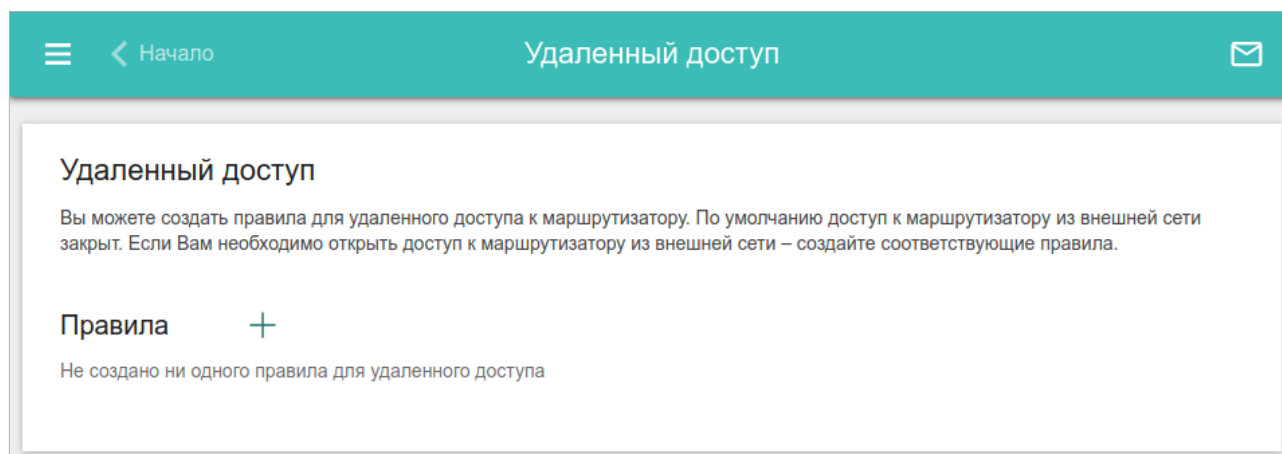 Начало
Удаленный доступ
Удаленный доступ
Вы можете создать правила для удаленного доступа к маршрутизатору. По умолчанию доступ к маршрутизатору из внешней сети
закрыт. Если Вам необходимо открыть доступ к маршрутизатору из внешней сети – создайте соответствующие правила.
Правила
Не создано ни одного правила для удаленного доступа